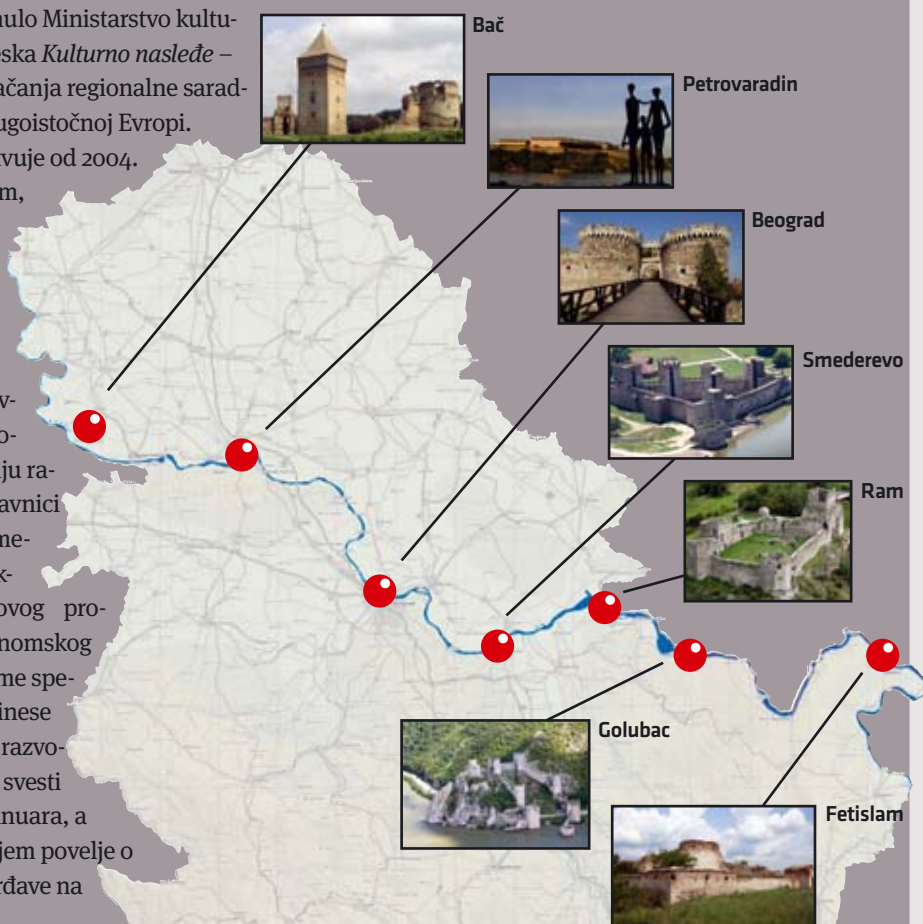 nulo Ministarstvo kultu-
eska Kulturno nasleđe –
ačanja regionalne sarad-
ugoistočnoj Evropi.
vuje od 2004.
m,
v-
o-
ju ra-
avnici
me-
k-
ovog pro-
nomskog
me spe-
inese
razvo-
svesti
nuara, a
jem povelje o
rđave na
Bač
Petrovaradin
Beograd
Smederevo
Ram
Golubac
Fetislam